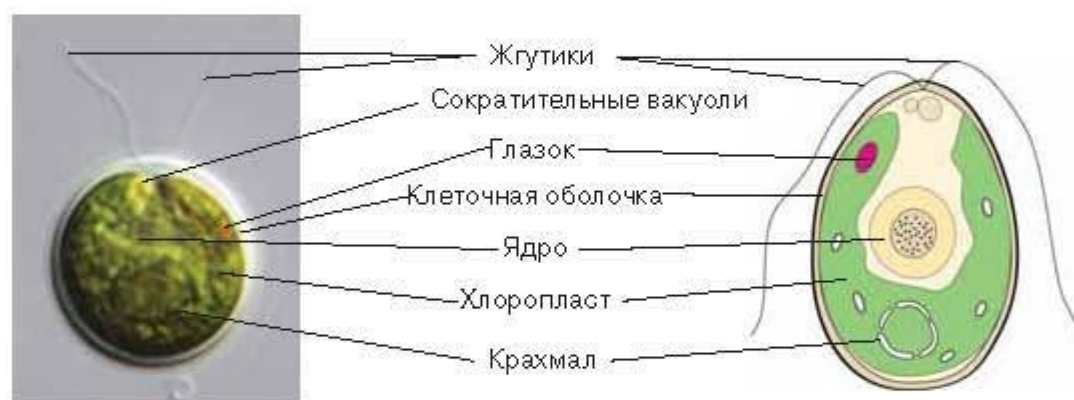 Жгутики
Сократительные вакуоли
Глазок
Клеточная оболочка
Ядро
Хлоропласт
Крахмал